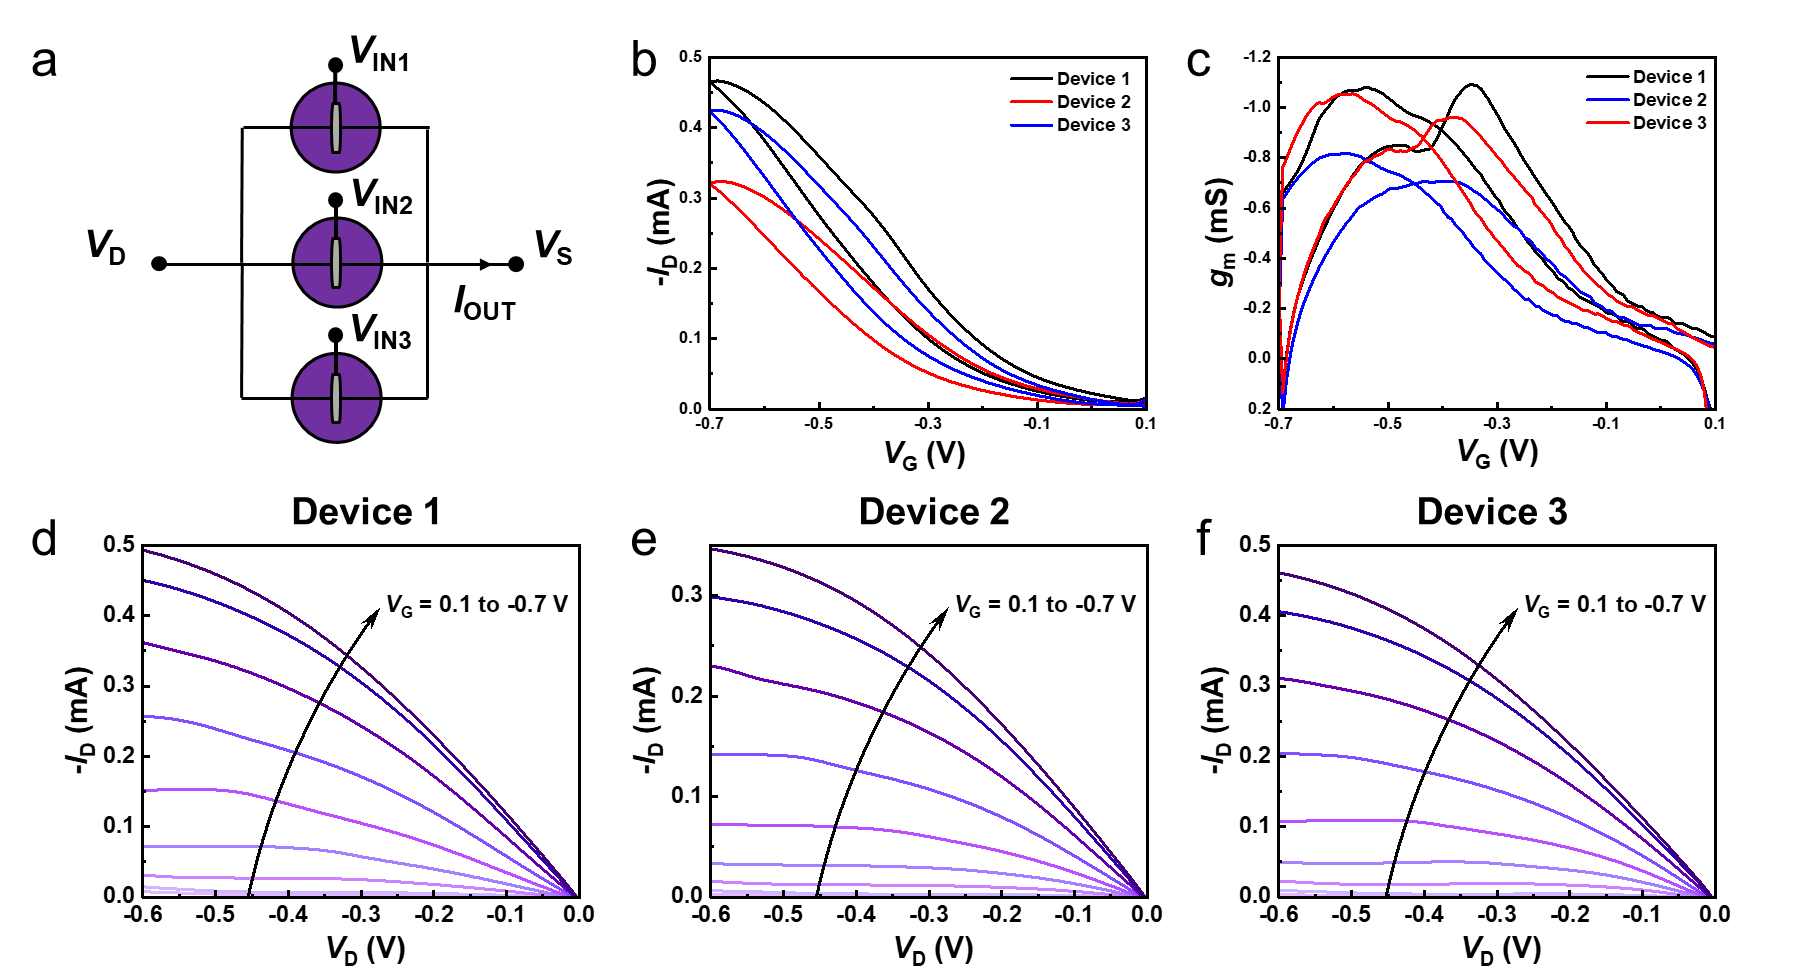 a
V_IN1
V_IN2
V_D
V_S
I_OUT
V_IN3
b
-I_D (mA)
0.5
0.4
0.3
0.2
0.1
0.0
-0.7 -0.5 -0.3 -0.1 0.1
V_G (V)
Device 1
Device 2
Device 3
c
g_m (mS)
-1.2
-1.0
-0.8
-0.6
-0.4
-0.2
0.0
0.2
-0.7 -0.5 -0.3 -0.1 0.1
V_G (V)
Device 1
Device 2
Device 3
Device 1
d
-I_D (mA)
0.5
0.4
0.3
0.2
0.1
0.0
-0.6 -0.5 -0.4 -0.3 -0.2 -0.1 0.0
V_D (V)
V_G = 0.1 to -0.7 V
Device 2
e
-I_D (mA)
0.3
0.2
0.1
0.0
-0.6 -0.5 -0.4 -0.3 -0.2 -0.1 0.0
V_D (V)
V_G = 0.1 to -0.7 V
Device 3
f
-I_D (mA)
0.5
0.4
0.3
0.2
0.1
0.0
-0.6 -0.5 -0.4 -0.3 -0.2 -0.1 0.0
V_D (V)
V_G = 0.1 to -0.7 V